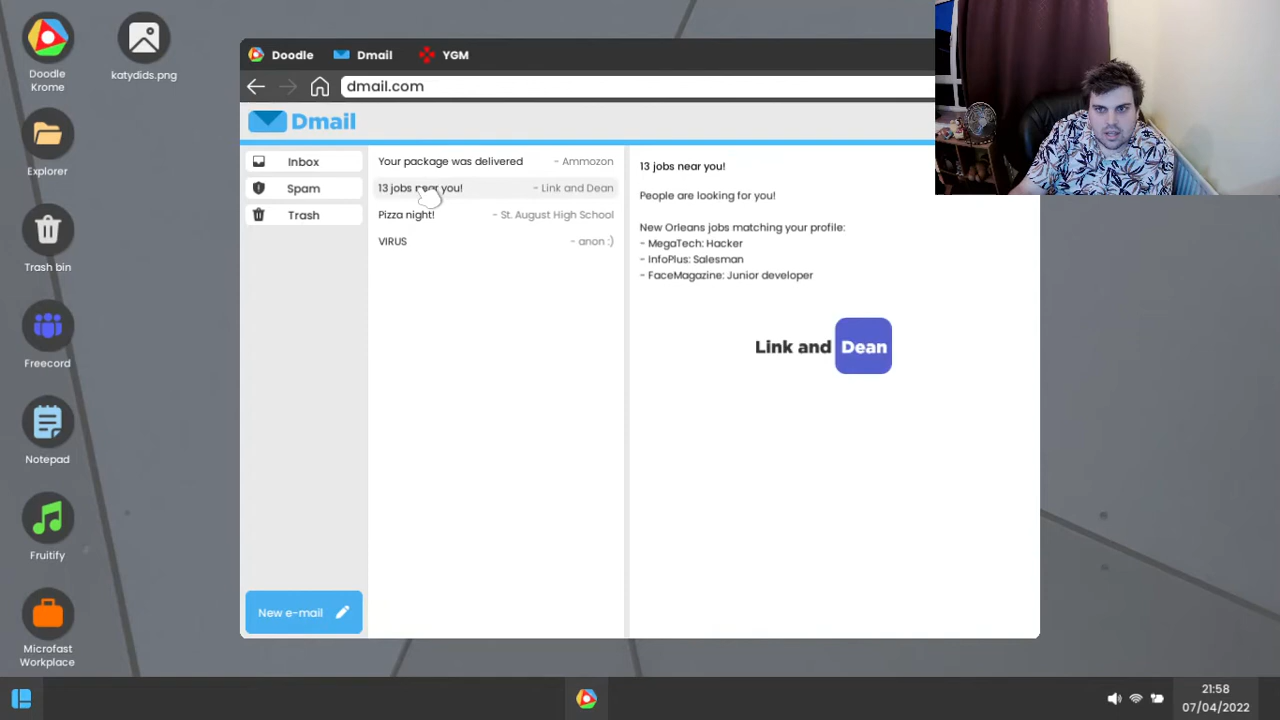 Doodle
Krome
katydids.png
Explorer
Trash bin
Freecord
Notepad
Fruitify
Microfast
Workplace
Doodle Dmail YGM
dmail.com
Dmail
Inbox
Spam
Trash
New e-mail
Your package was delivered - Ammozon
13 jobs near you! - Link and Dean
Pizza night! - St. August High School
VIRUS - anon :)
13 jobs near you!
People are looking for you!
New Orleans jobs matching your profile:
- MegaTech: Hacker
- InfoPlus: Salesman
- FaceMagazine: Junior developer
Link and Dean
21:58
07/04/2022